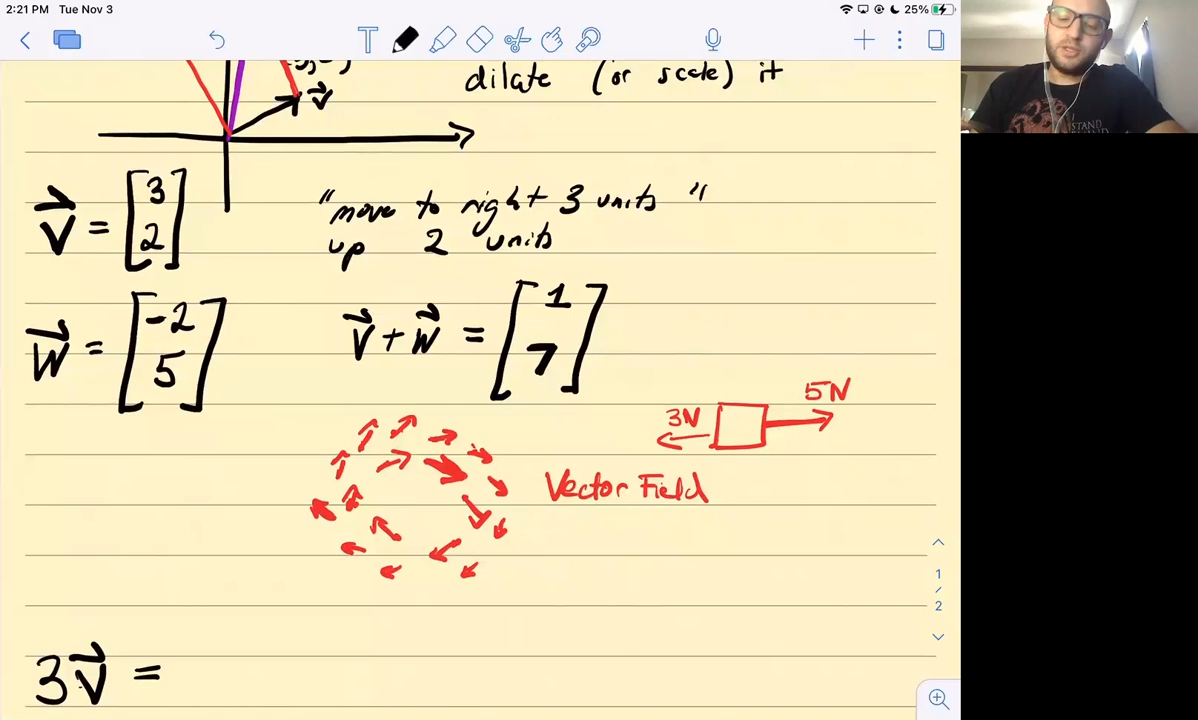 2:21 PM Tue Nov 3
25%
T
dilate (or scale) it
V
V = [3 2]
"move to right 3 units"
up 2 units
W = [-2 5]
V + W = [1 7]
5N
3N
Vector Field
1
/
2
3V =
STAND